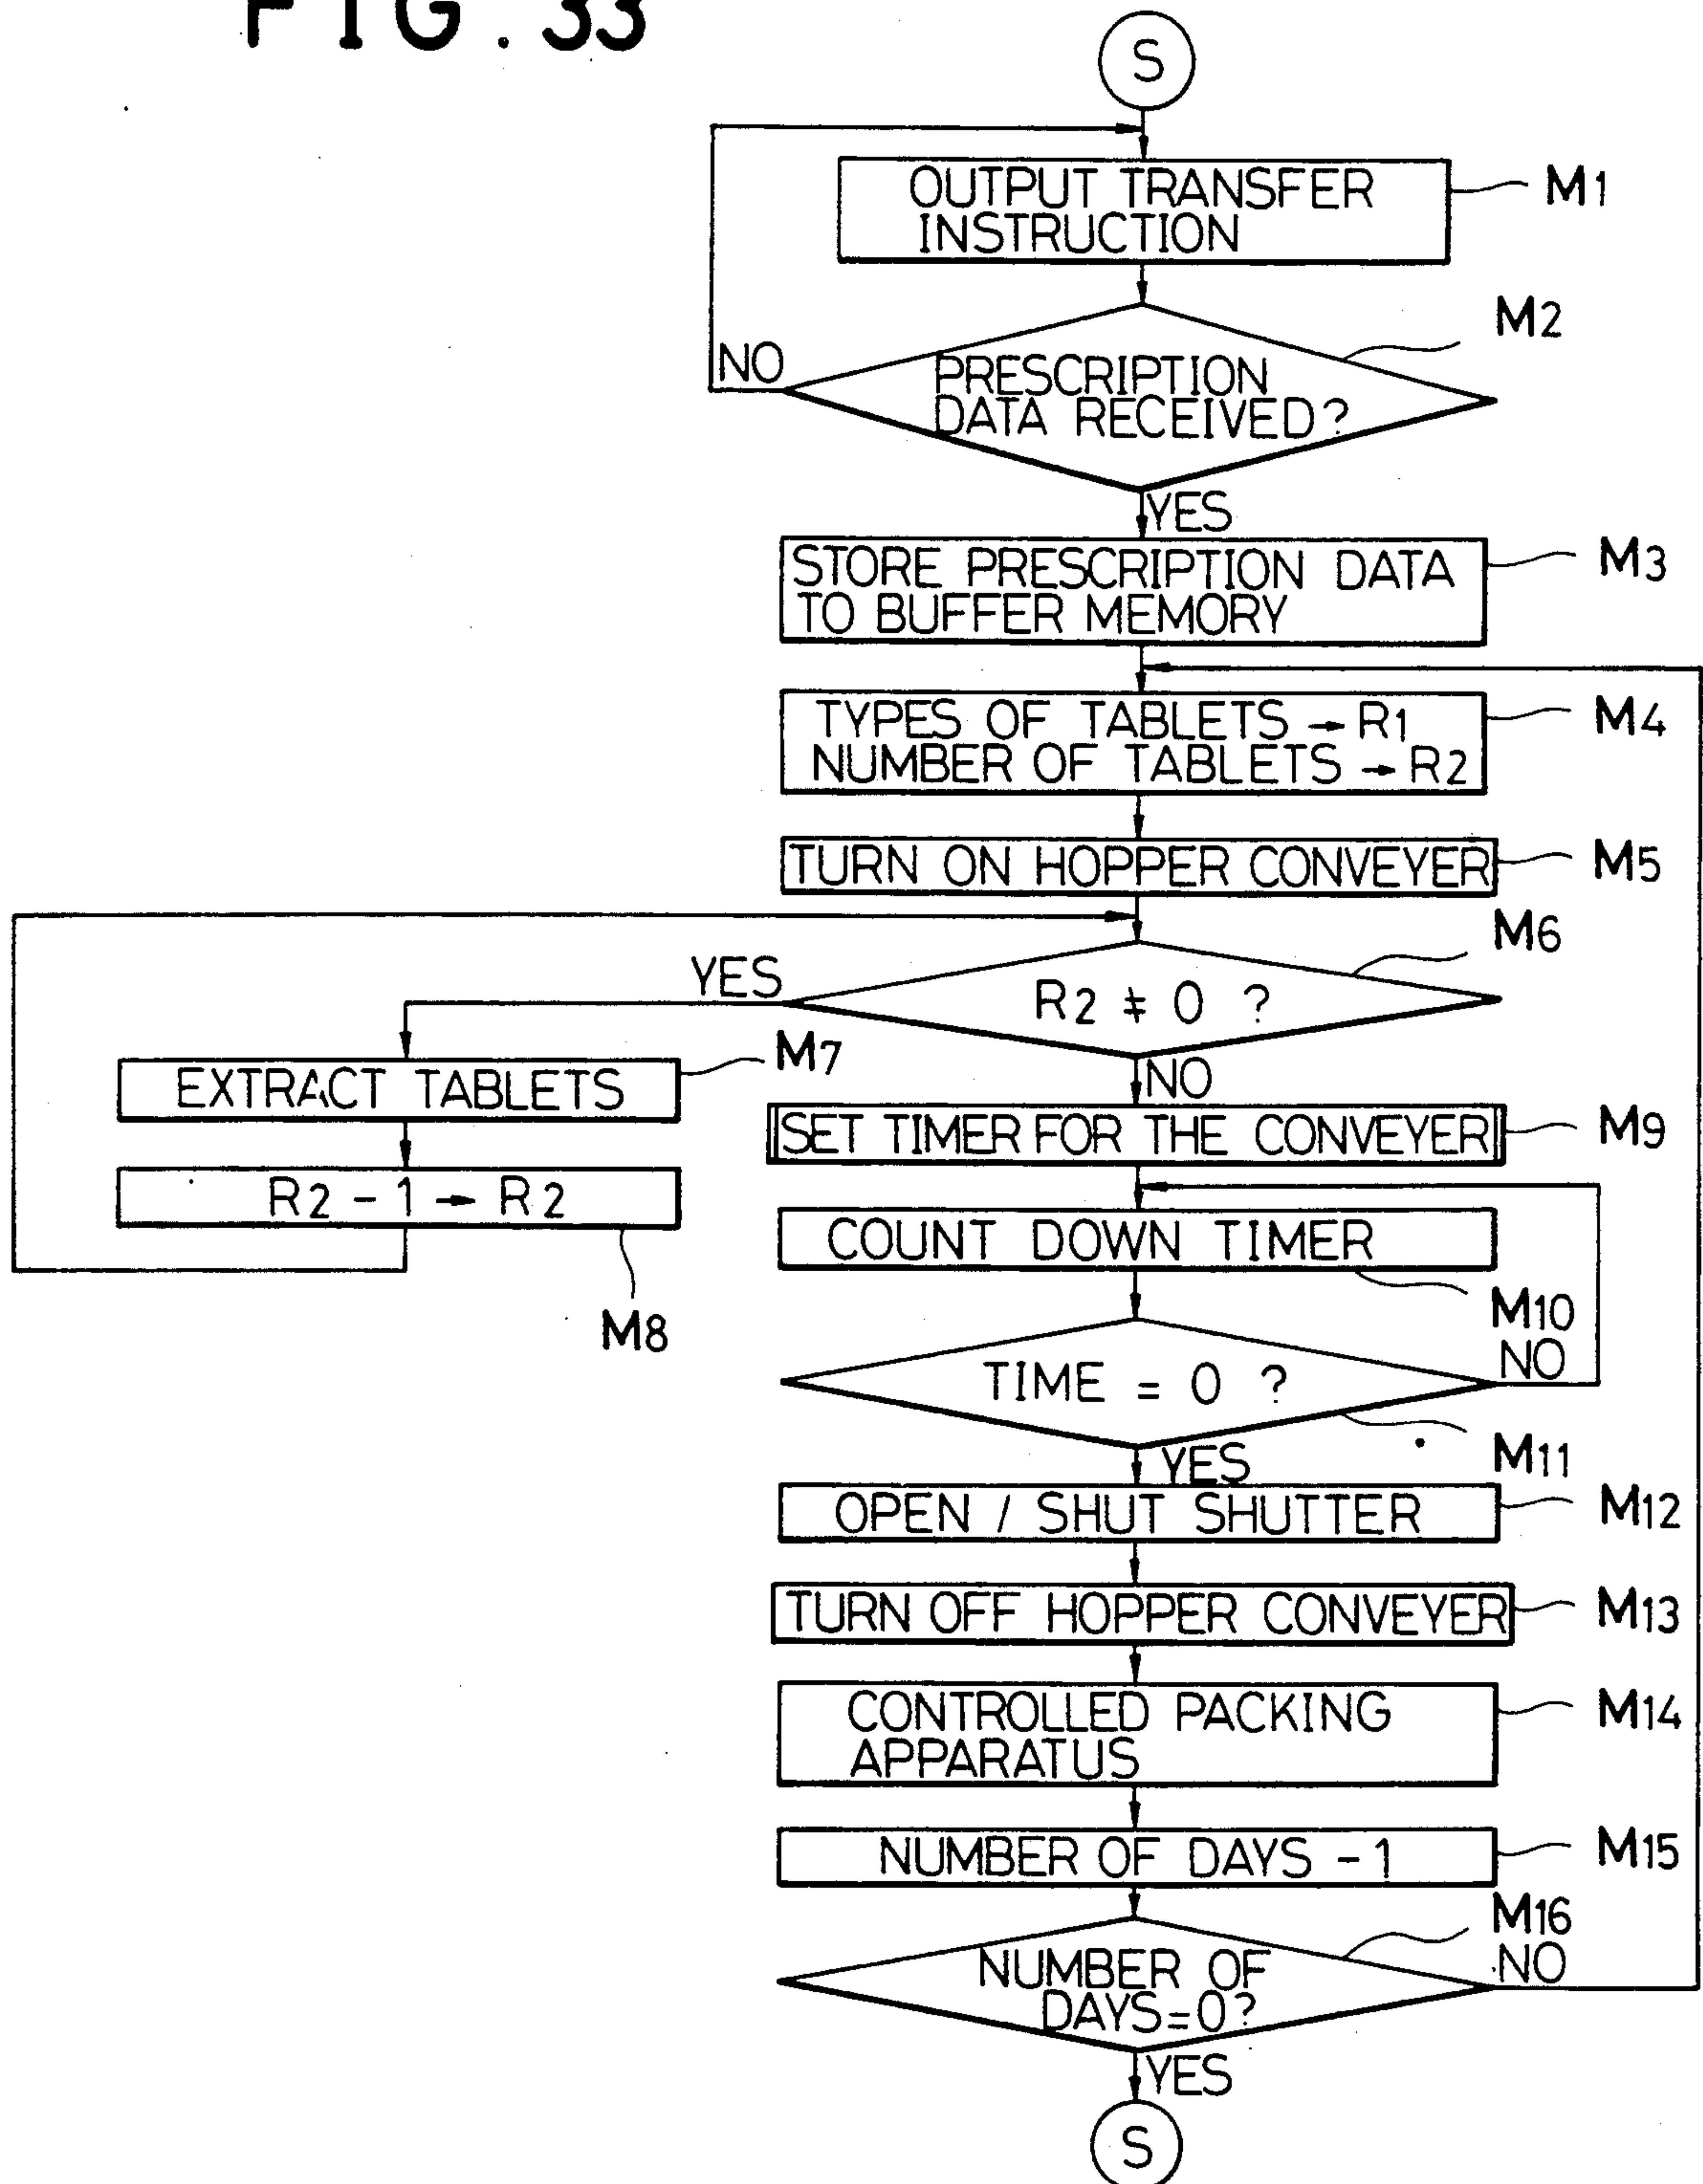 FIG. 33
S
OUTPUT TRANSFER
INSTRUCTION
M1
M2
NO
PRESCRIPTION
DATA RECEIVED?
YES
STORE PRESCRIPTION DATA
TO BUFFER MEMORY
M3
TYPES OF TABLETS → R1
NUMBER OF TABLETS → R2
M4
TURN ON HOPPER CONVEYER
M5
M6
YES
R2 ≠ 0 ?
NO
M7
EXTRACT TABLETS
R2 - 1 → R2
M8
SET TIMER FOR THE CONVEYER
M9
COUNT DOWN TIMER
M10
NO
TIME = 0 ?
M11
YES
OPEN / SHUT SHUTTER
M12
TURN OFF HOPPER CONVEYER
M13
CONTROLLED PACKING
APPARATUS
M14
NUMBER OF DAYS - 1
M15
M16
NO
NUMBER OF
DAYS=0?
YES
S